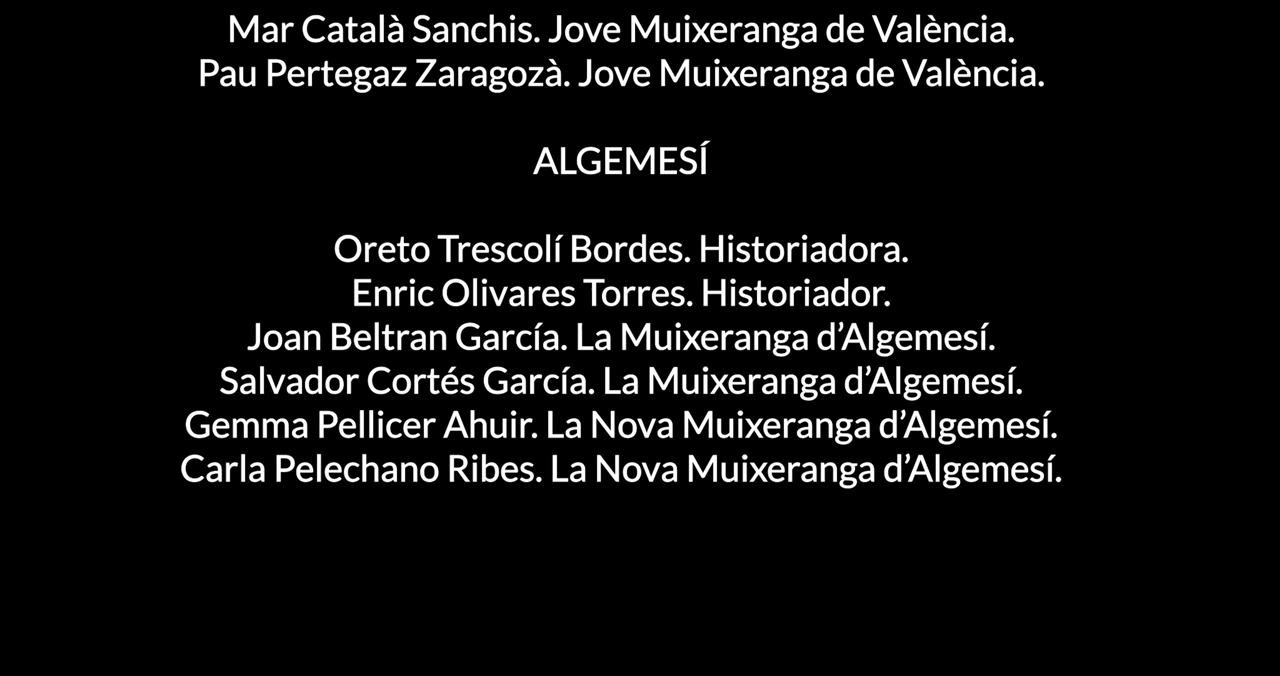 Mar Català Sanchis. Jove Muixeranga de València.
Pau Pertegaz Zaragozà. Jove Muixeranga de València.
ALGEMESÍ
Oreto Trescolí Bordes. Historiadora.
Enric Olivares Torres. Historiador.
Joan Beltran García. La Muixeranga d’Algemesí.
Salvador Cortés García. La Muixeranga d’Algemesí.
Gemma Pellicer Ahuir. La Nova Muixeranga d’Algemesí.
Carla Pelechano Ribes. La Nova Muixeranga d’Algemesí.